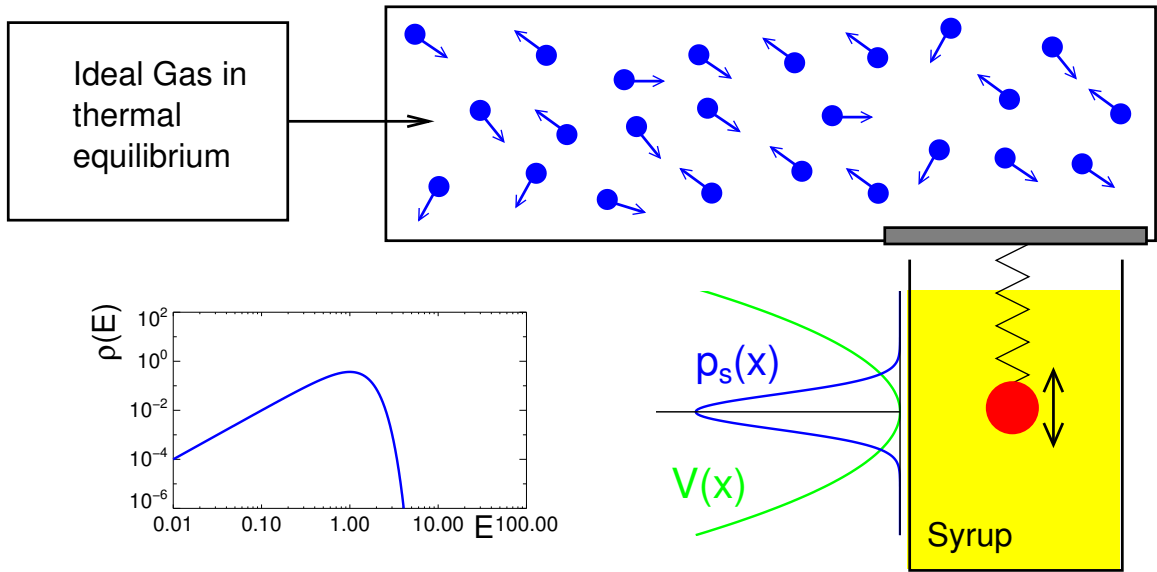 Ideal Gas in
thermal
equilibrium
ρ(E)
10²
10⁰
10⁻²
10⁻⁴
10⁻⁶
0.01 0.10 1.00 10.00 100.00
E
pₛ(x)
V(x)
Syrup